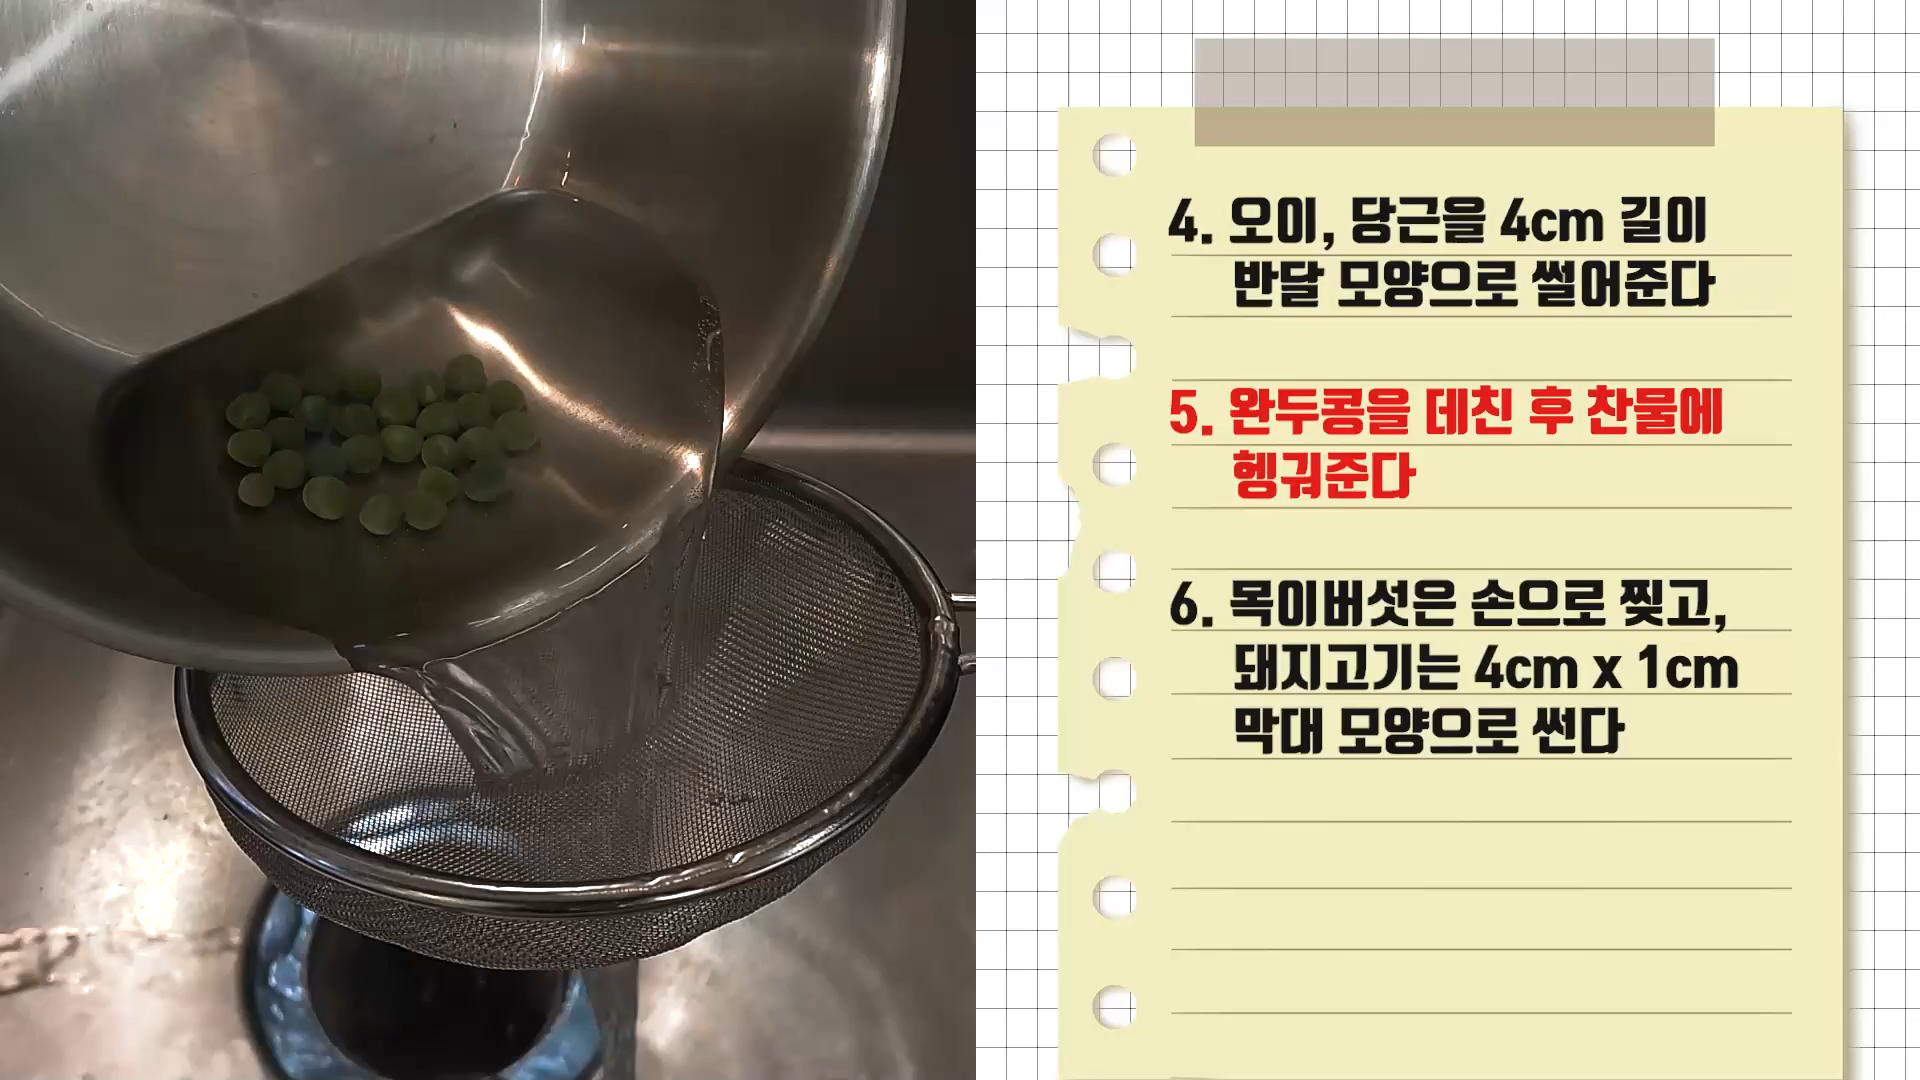 4. 오이, 당근을 4cm 길이
반달 모양으로 썰어준다
5. 완두콩을 데친 후 찬물에
헹궈준다
6. 목이버섯은 손으로 찢고,
돼지고기는 4cm x 1cm
막대 모양으로 썬다